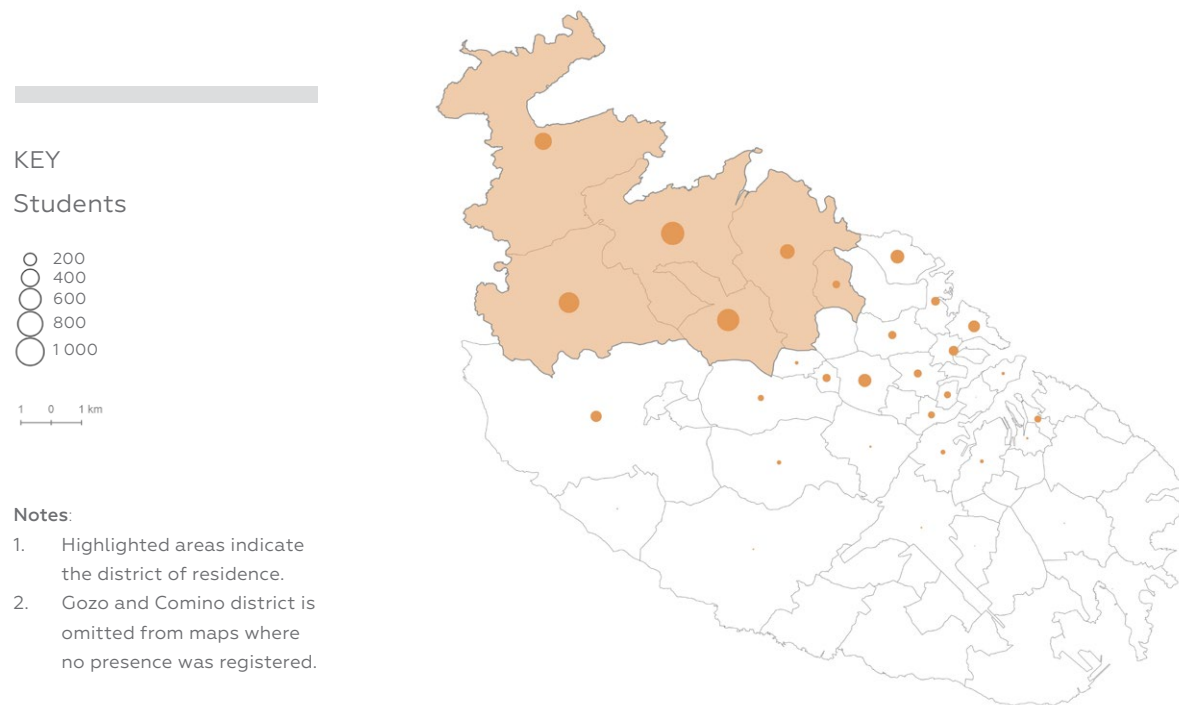 KEY
Students
200
400
600
800
1 000
1 0 1 km
Notes:
1. Highlighted areas indicate
the district of residence.
2. Gozo and Comino district is
omitted from maps where
no presence was registered.